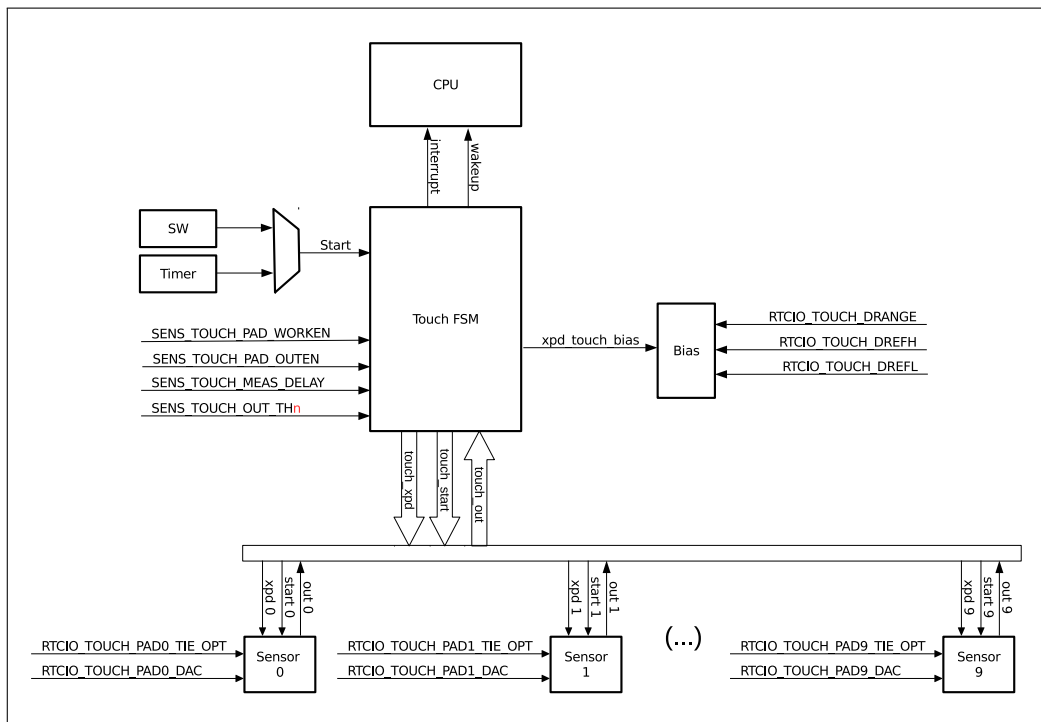 CPU
interrupt
wakeup
SW
Timer
Start
Touch FSM
SENS_TOUCH_PAD_WORKEN
SENS_TOUCH_PAD_OUTEN
SENS_TOUCH_MEAS_DELAY
SENS_TOUCH_OUT_THn
xpd_touch_bias
Bias
RTCIO_TOUCH_DRANGE
RTCIO_TOUCH_DREFH
RTCIO_TOUCH_DREFL
touch_xpd
touch_start
touch_out
xpd 0
start 0
out 0
xpd 1
start 1
out 1
xpd 9
start 9
out 9
RTCIO_TOUCH_PAD0_TIE_OPT
RTCIO_TOUCH_PAD0_DAC
Sensor
0
RTCIO_TOUCH_PAD1_TIE_OPT
RTCIO_TOUCH_PAD1_DAC
Sensor
1
(...)
RTCIO_TOUCH_PAD9_TIE_OPT
RTCIO_TOUCH_PAD9_DAC
Sensor
9